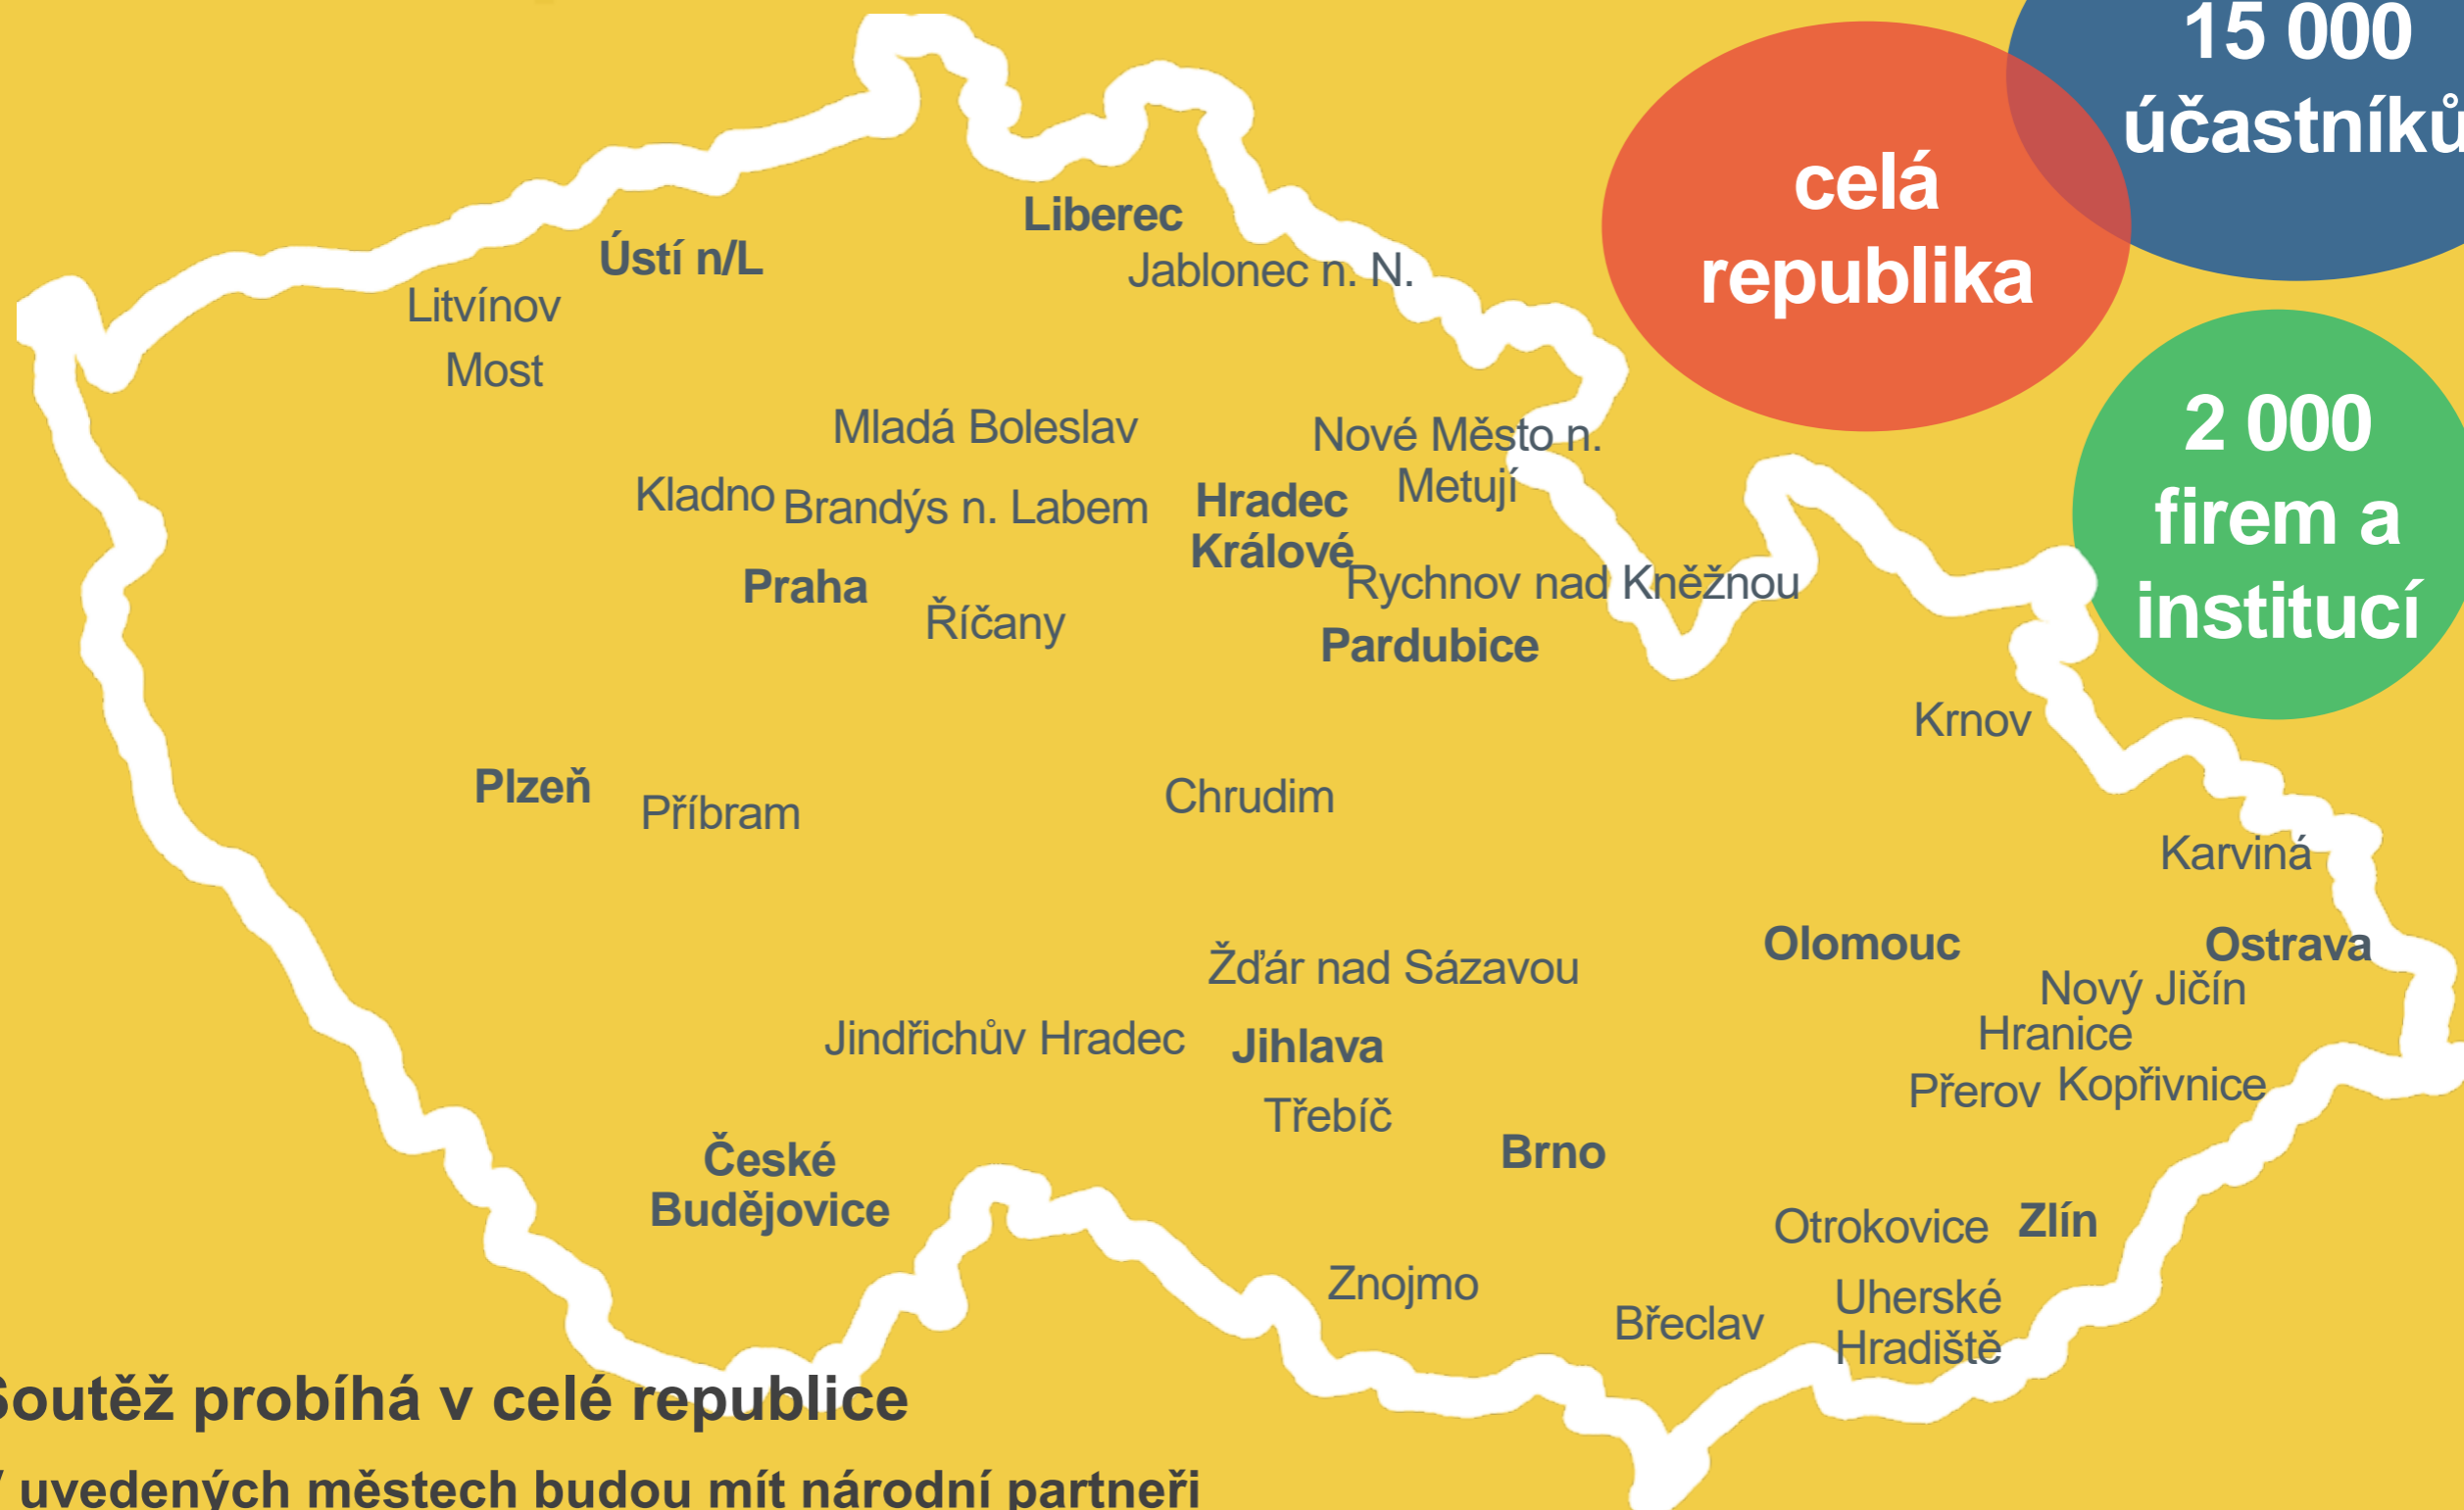 15 000
účastníků
celá
republika
Liberec
Ústí n/L
Jablonec n. N.
Litvínov
Most
2 000
firem a
institucí
Mladá Boleslav
Nové Město n.
Metují
Kladno
Brandýs n. Labem
Hradec
Králové
Praha
Rychnov nad Kněžnou
Říčany
Pardubice
Krnov
Plzeň
Příbram
Chrudim
Karviná
Olomouc
Ostrava
Žďár nad Sázavou
Nový Jičín
Jindřichův Hradec
Jihlava
Hranice
Přerov
Kopřivnice
Třebíč
České
Budějovice
Brno
Otrokovice
Zlín
Znojmo
Uherské
Hradiště
Břeclav
Soutěž probíhá v celé republice
V uvedených městech budou mít národní partneři